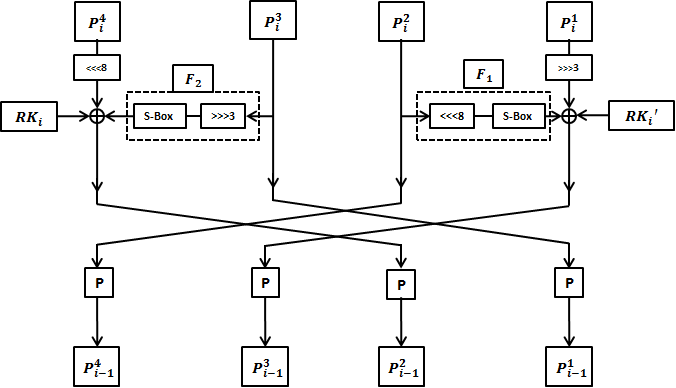 P_i^4 P_i^3 P_i^2 P_i^1
<<<8 >>>3
F_2 F_1
RK_i S-Box >>>3 <<<8 S-Box RK_i'
P P P P
P_{i-1}^4 P_{i-1}^3 P_{i-1}^2 P_{i-1}^1